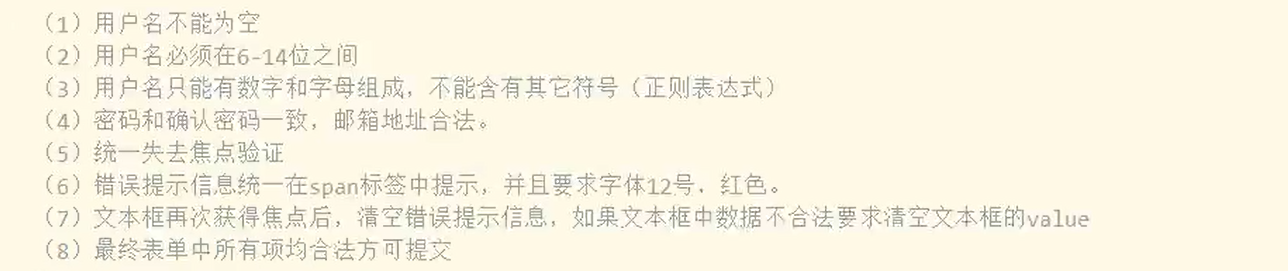 （1）用户名不能为空
（2）用户名必须在6-14位之间
（3）用户名只能有数字和字母组成，不能含有其它符号（正则表达式）
（4）密码和确认密码一致，邮箱地址合法。
（5）统一失去焦点验证
（6）错误提示信息统一在span标签中提示，并且要求字体12号，红色。
（7）文本框再次获得焦点后，清空错误提示信息，如果文本框中数据不合法要求清空文本框的value
（8）最终表单中所有项均合法方可提交